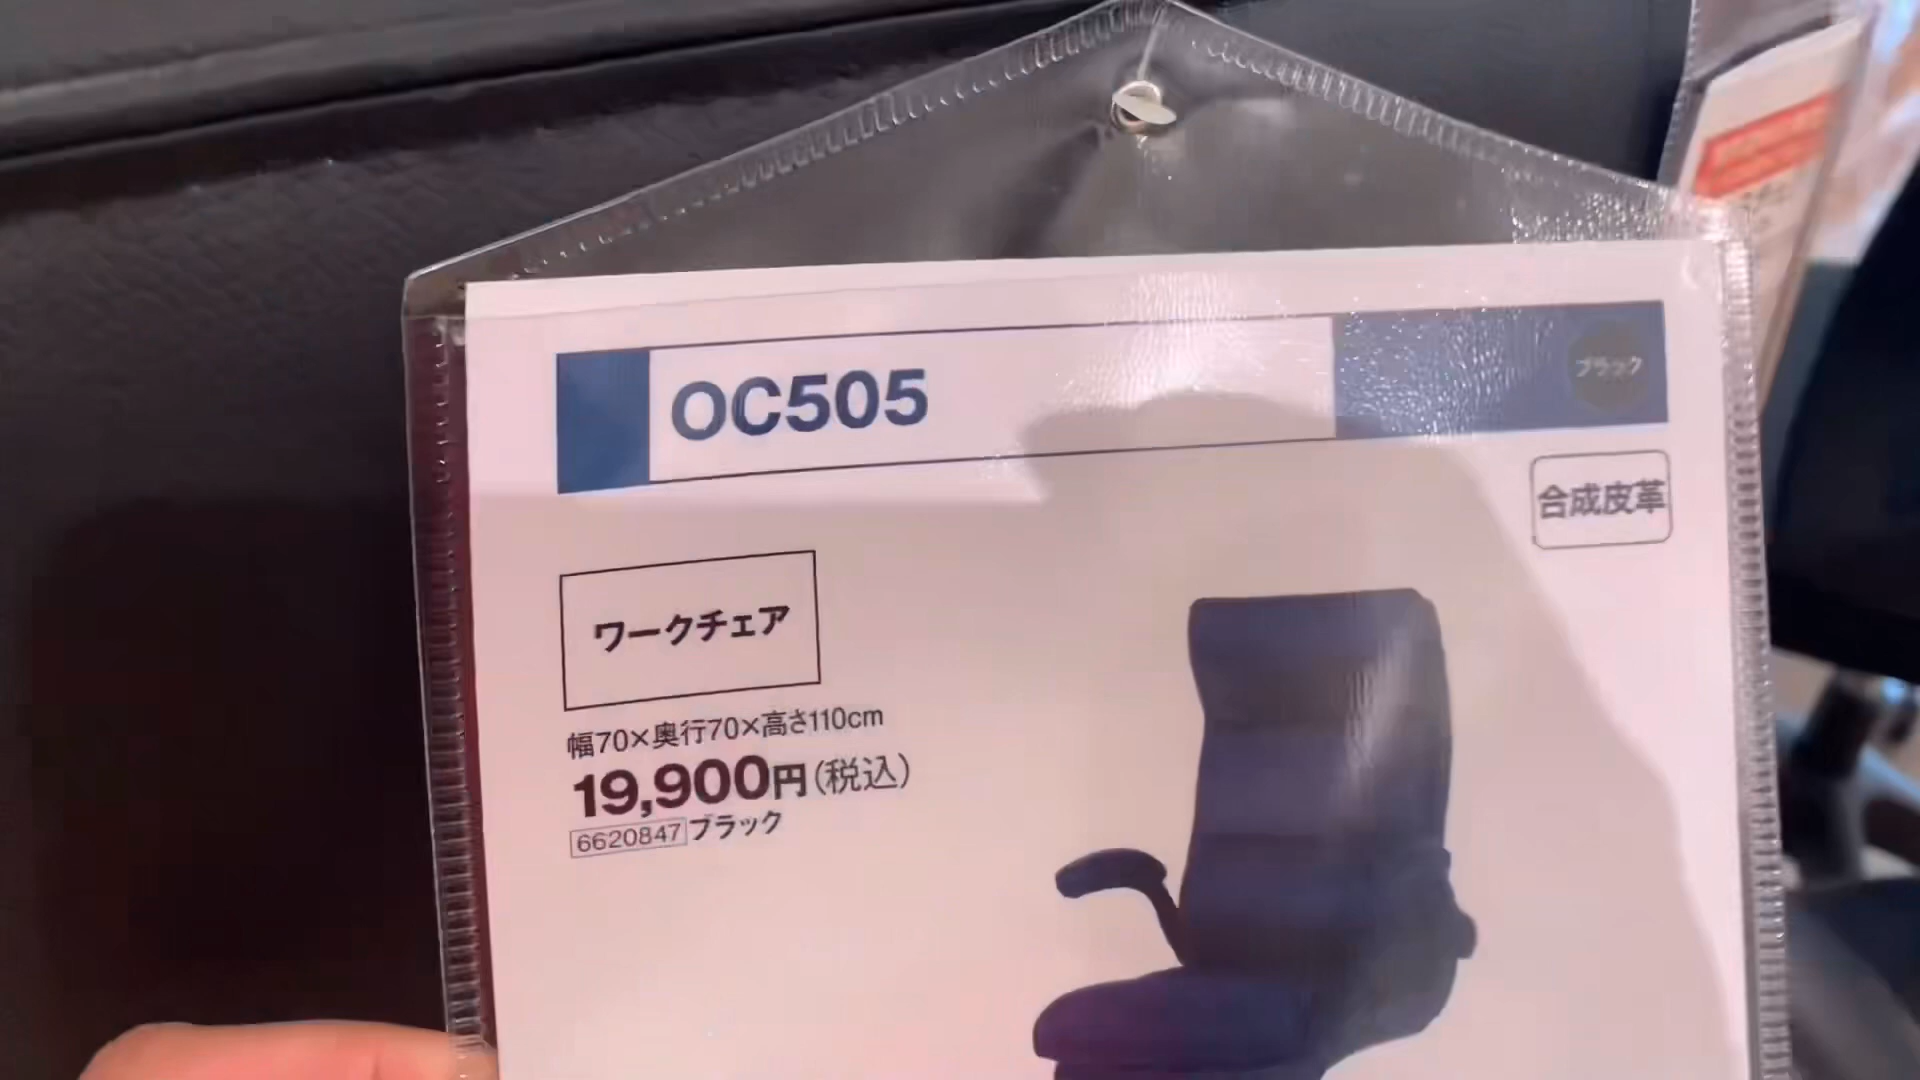 OC505
ブラック
合成皮革
ワークチェア
幅70×奥行70×高さ110cm
19,900円(税込)
6620847 ブラック